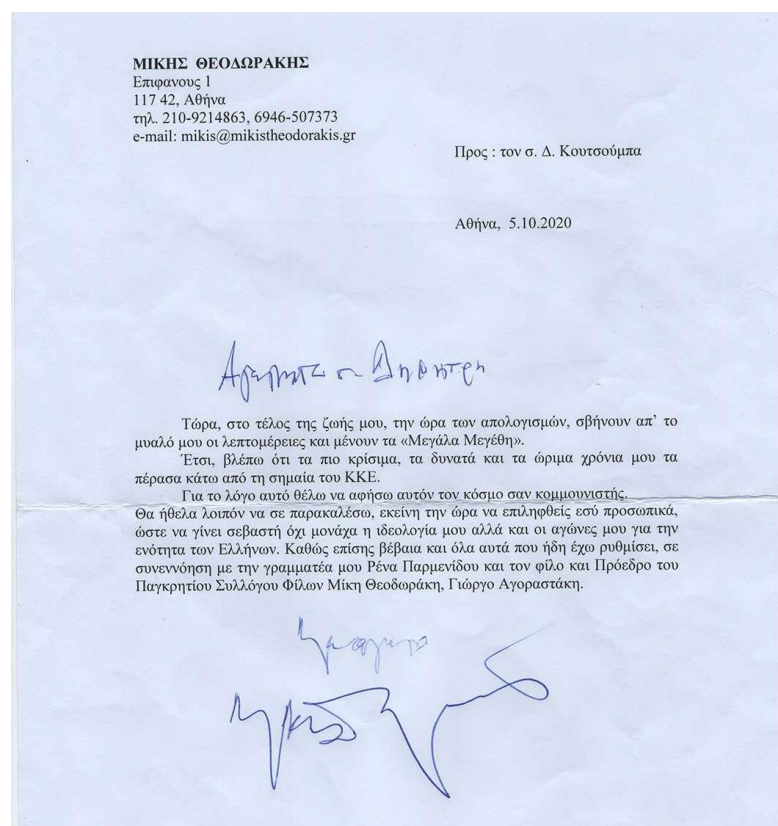 ΜΙΚΗΣ ΘΕΟΔΩΡΑΚΗΣ
Επιφανους 1
117 42, Αθήνα
τηλ. 210-9214863, 6946-507373
e-mail: mikis@mikistheodorakis.gr
Προς : τον σ. Δ. Κουτσούμπα
Αθήνα, 5.10.2020
Αγαπητέ σ. Δημήτρη
Τώρα, στο τέλος της ζωής μου, την ώρα των απολογισμών, σβήνουν απ’ το
μυαλό μου οι λεπτομέρειες και μένουν τα «Μεγάλα Μεγέθη».
Έτσι, βλέπω ότι τα πιο κρίσιμα, τα δυνατά και τα ώριμα χρόνια μου τα
πέρασα κάτω από τη σημαία του ΚΚΕ.
Για το λόγο αυτό θέλω να αφήσω αυτόν τον κόσμο σαν κομμουνιστής.
Θα ήθελα λοιπόν να σε παρακαλέσω, εκείνη την ώρα να επιληφθείς εσύ προσωπικά,
ώστε να γίνει σεβαστή όχι μονάχα η ιδεολογία μου αλλά και οι αγώνες μου για την
ενότητα των Ελλήνων. Καθώς επίσης βέβαια και όλα αυτά που ήδη έχω ρυθμίσει, σε
συνεννόηση με την γραμματέα μου Ρένα Παρμενίδου και τον φίλο και Πρόεδρο του
Παγκρητίου Συλλόγου Φίλων Μίκη Θεοδωράκη, Γιώργο Αγοραστάκη.